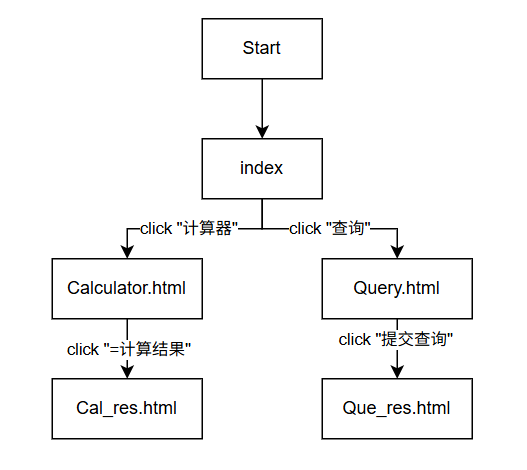 Start
index
click "计算器"
click "查询"
Calculator.html
Query.html
click "=计算结果"
click "提交查询"
Cal_res.html
Que_res.html